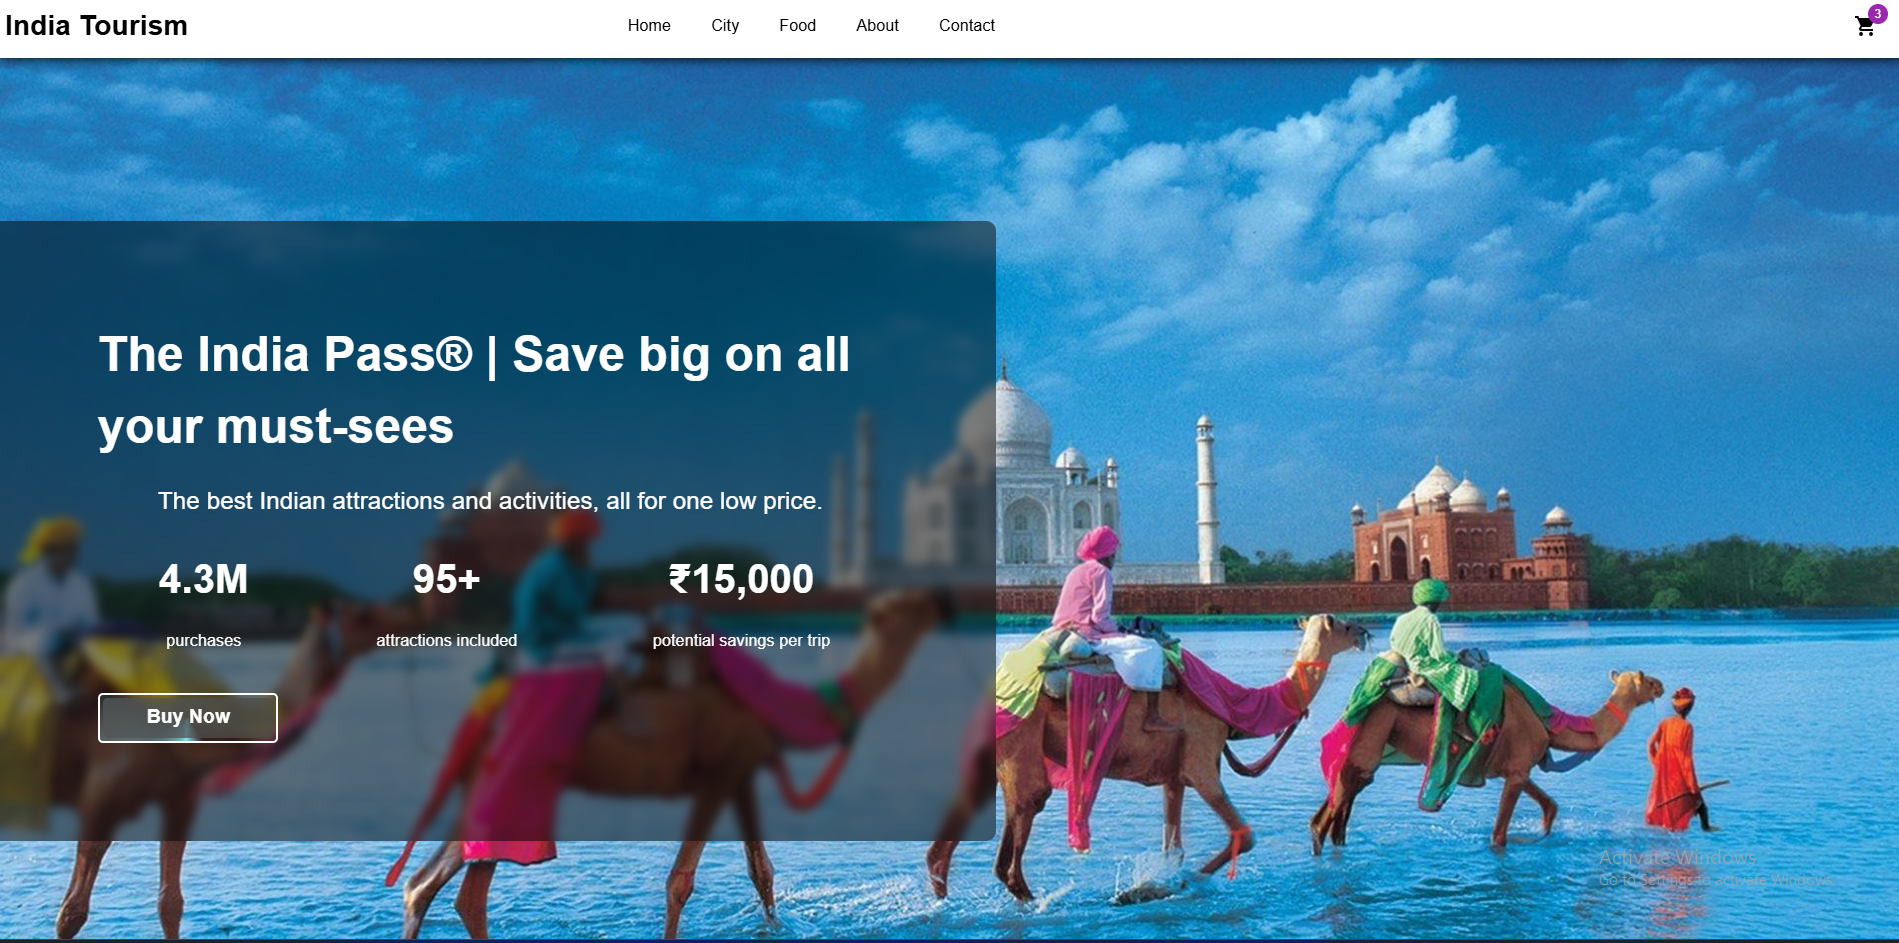 India Tourism
Home
City
Food
About
Contact
3
The India Pass® | Save big on all
your must-sees
The best Indian attractions and activities, all for one low price.
4.3M
95+
₹15,000
purchases
attractions included
potential savings per trip
Buy Now
Activate Windows
Go to Settings to activate Windows.